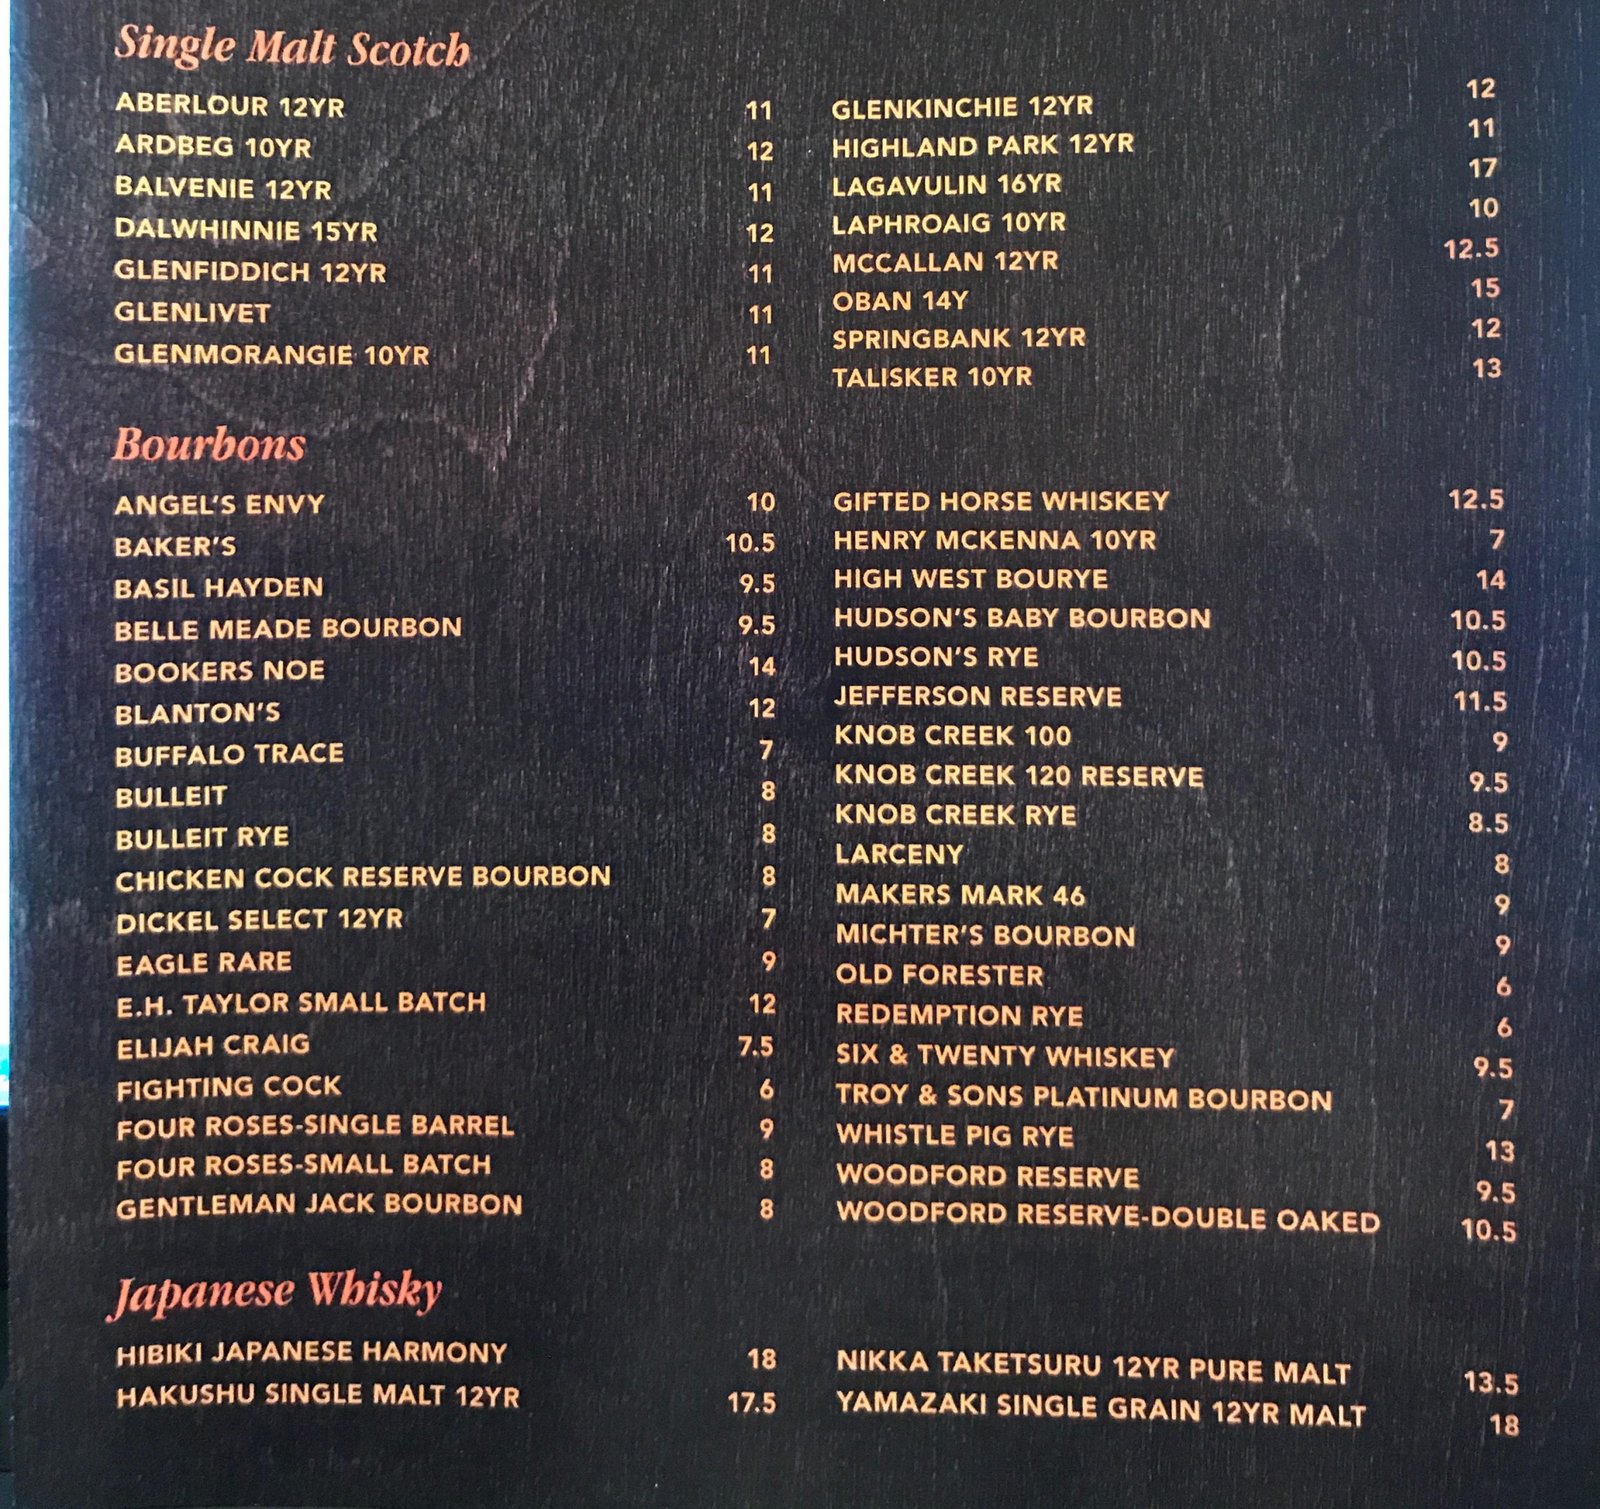 Single Malt Scotch
ABERLOUR 12YR 11
ARDBEG 10YR 12
BALVENIE 12YR 11
DALWHINNIE 15YR 12
GLENFIDDICH 12YR 11
GLENLIVET 11
GLENMORANGIE 10YR 11
GLENKINCHIE 12YR 12
HIGHLAND PARK 12YR 11
LAGAVULIN 16YR 17
LAPHROAIG 10YR 10
MCCALLAN 12YR 12.5
OBAN 14Y 15
SPRINGBANK 12YR 12
TALISKER 10YR 13
Bourbons
ANGEL'S ENVY 10
BAKER'S 10.5
BASIL HAYDEN 9.5
BELLE MEADE BOURBON 9.5
BOOKERS NOE 14
BLANTON'S 12
BUFFALO TRACE 7
BULLEIT 8
BULLEIT RYE 8
CHICKEN COCK RESERVE BOURBON 8
DICKEL SELECT 12YR 7
EAGLE RARE 9
E.H. TAYLOR SMALL BATCH 12
ELIJAH CRAIG 7.5
FIGHTING COCK 6
FOUR ROSES-SINGLE BARREL 9
FOUR ROSES-SMALL BATCH 8
GENTLEMAN JACK BOURBON 8
GIFTED HORSE WHISKEY 12.5
HENRY MCKENNA 10YR 7
HIGH WEST BOURYE 14
HUDSON'S BABY BOURBON 10.5
HUDSON'S RYE 10.5
JEFFERSON RESERVE 11.5
KNOB CREEK 100 9
KNOB CREEK 120 RESERVE 9.5
KNOB CREEK RYE 8.5
LARCENY 8
MAKERS MARK 46 9
MICHTER'S BOURBON 9
OLD FORESTER 6
REDEMPTION RYE 6
SIX & TWENTY WHISKEY 9.5
TROY & SONS PLATINUM BOURBON 7
WHISTLE PIG RYE 13
WOODFORD RESERVE 9.5
WOODFORD RESERVE-DOUBLE OAKED 10.5
Japanese Whisky
HIBIKI JAPANESE HARMONY 18
HAKUSHU SINGLE MALT 12YR 17.5
NIKKA TAKETSURU 12YR PURE MALT 13.5
YAMAZAKI SINGLE GRAIN 12YR MALT 18